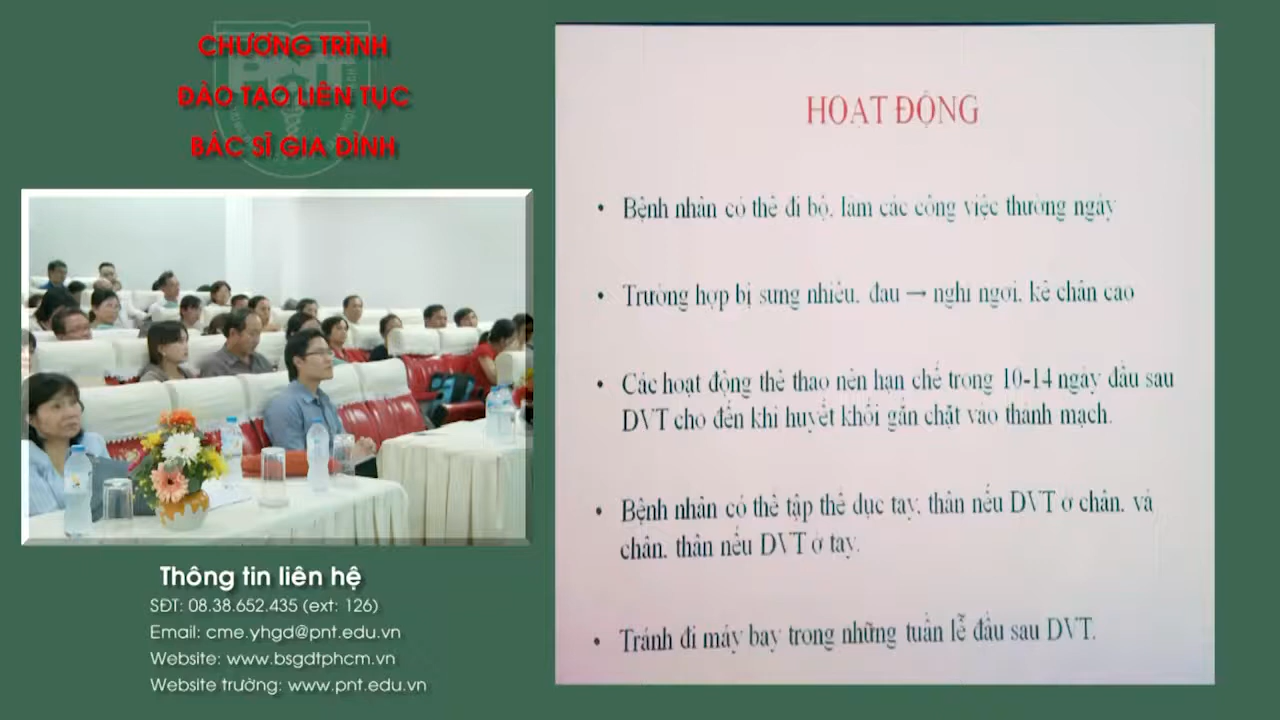 CHƯƠNG TRÌNH
ĐÀO TẠO LIÊN TỤC
BÁC SĨ GIA ĐÌNH
PNT
Thông tin liên hệ
SĐT: 08.38.652.435 (ext: 126)
Email: cme.yhgd@pnt.edu.vn
Website: www.bsgdtphcm.vn
Website trường: www.pnt.edu.vn
HOẠT ĐỘNG
• Bệnh nhân có thể đi bộ, làm các công việc thường ngày
• Trường hợp bị sưng nhiều, đau → nghỉ ngơi, kê chân cao
• Các hoạt động thể thao nên hạn chế trong 10-14 ngày đầu sau
DVT cho đến khi huyết khối gắn chặt vào thành mạch.
• Bệnh nhân có thể tập thể dục tay, thân nếu DVT ở chân, và
chân, thân nếu DVT ở tay.
• Tránh đi máy bay trong những tuần lễ đầu sau DVT.